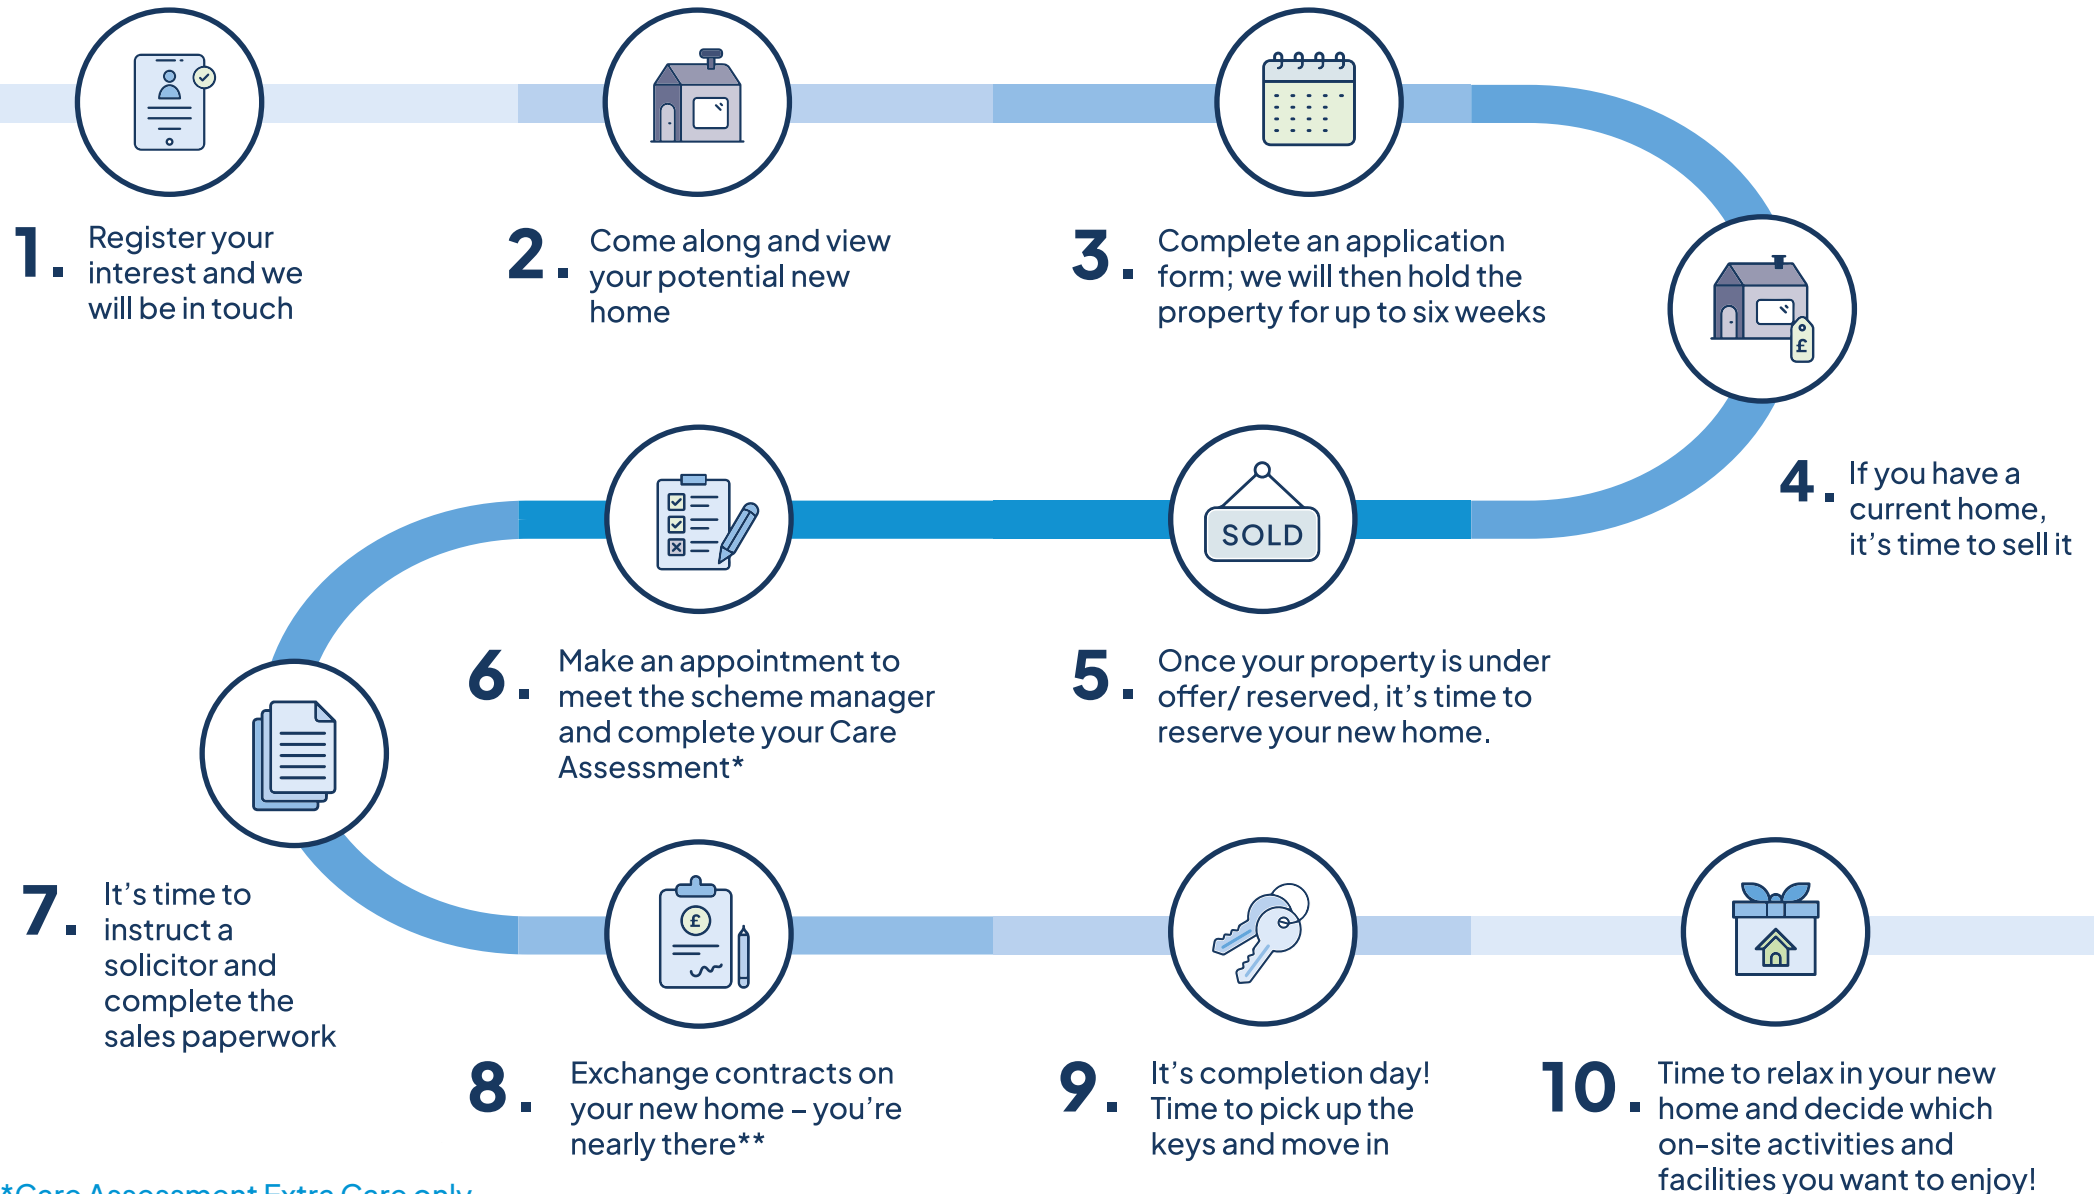 1. Register your
interest and we
will be in touch
2. Come along and view
your potential new
home
3. Complete an application
form; we will then hold the
property for up to six weeks
£
4. If you have a
current home,
it's time to sell it
SOLD
5. Once your property is under
offer/ reserved, it's time to
reserve your new home.
6. Make an appointment to
meet the scheme manager
and complete your Care
Assessment*
7. It's time to
instruct a
solicitor and
complete the
sales paperwork
£
8. Exchange contracts on
your new home – you're
nearly there**
9. It's completion day!
Time to pick up the
keys and move in
10. Time to relax in your new
home and decide which
on-site activities and
facilities you want to enjoy!
*Care Assessment Extra Care only